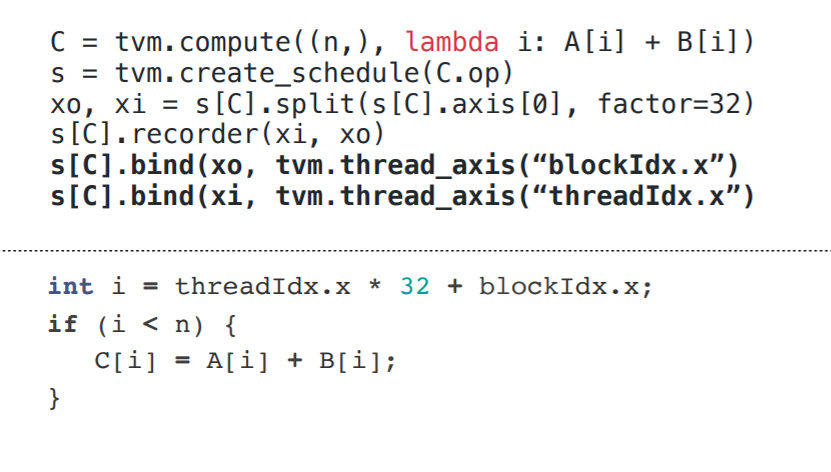 C = tvm.compute((n,), lambda i: A[i] + B[i])
s = tvm.create_schedule(C.op)
xo, xi = s[C].split(s[C].axis[0], factor=32)
s[C].recorder(xi, xo)
s[C].bind(xo, tvm.thread_axis(“blockIdx.x”)
s[C].bind(xi, tvm.thread_axis(“threadIdx.x”)
int i = threadIdx.x * 32 + blockIdx.x;
if (i < n) {
   C[i] = A[i] + B[i];
}